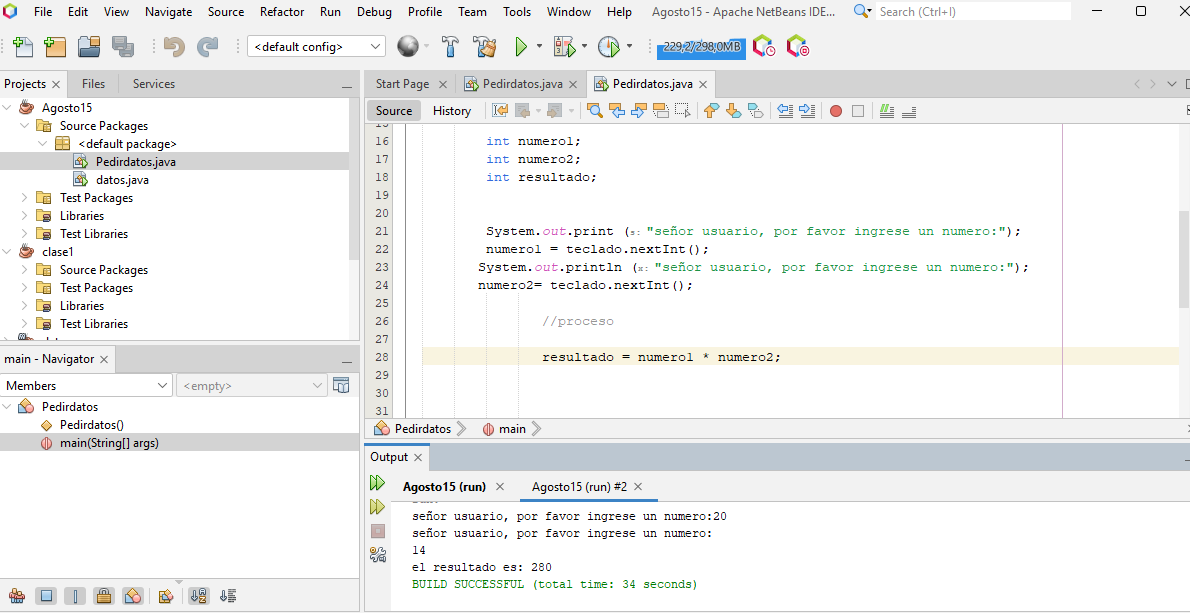 File Edit View Navigate Source Refactor Run Debug Profile Team Tools Window Help Agosto15 - Apache NetBeans IDE... Search (Ctrl+I)
<default config> 229,2/298,0MB
Projects Files Services
Start Page Pedirdatos.java Pedirdatos.java
Source History
Agosto15
Source Packages
<default package>
Pedirdatos.java
datos.java
Test Packages
Libraries
Test Libraries
clase1
Source Packages
Test Packages
Libraries
Test Libraries
15
16 int numero1;
17 int numero2;
18 int resultado;
19
20
21 System.out.print (s: "señor usuario, por favor ingrese un numero:");
22 numero1 = teclado.nextInt();
23 System.out.println (x: "señor usuario, por favor ingrese un numero:");
24 numero2= teclado.nextInt();
25
26 //proceso
27
28 resultado = numero1 * numero2;
29
30
31
Pedirdatos main
main - Navigator
Members <empty>
Pedirdatos
Pedirdatos()
main(String[] args)
Output
Agosto15 (run) Agosto15 (run) #2
señor usuario, por favor ingrese un numero:20
señor usuario, por favor ingrese un numero:
14
el resultado es: 280
BUILD SUCCESSFUL (total time: 34 seconds)